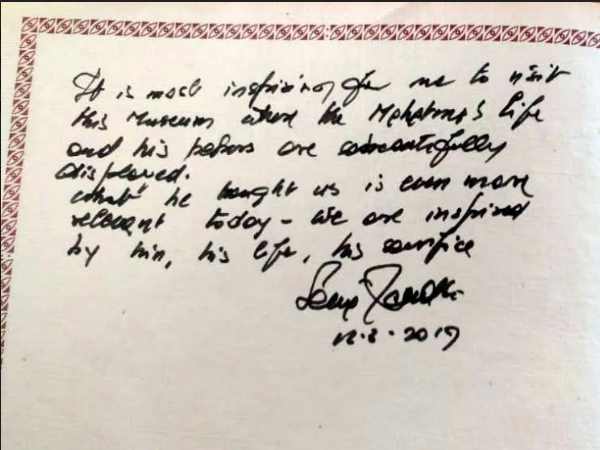 It is most inspiring for me to visit
this Museum where the Mahatma's life
and his papers are so beautifully
displayed.
What he taught us is even more
relevant today - We are inspired
by him, his life, his sacrifice
Sonia Gandhi
12.3.2019